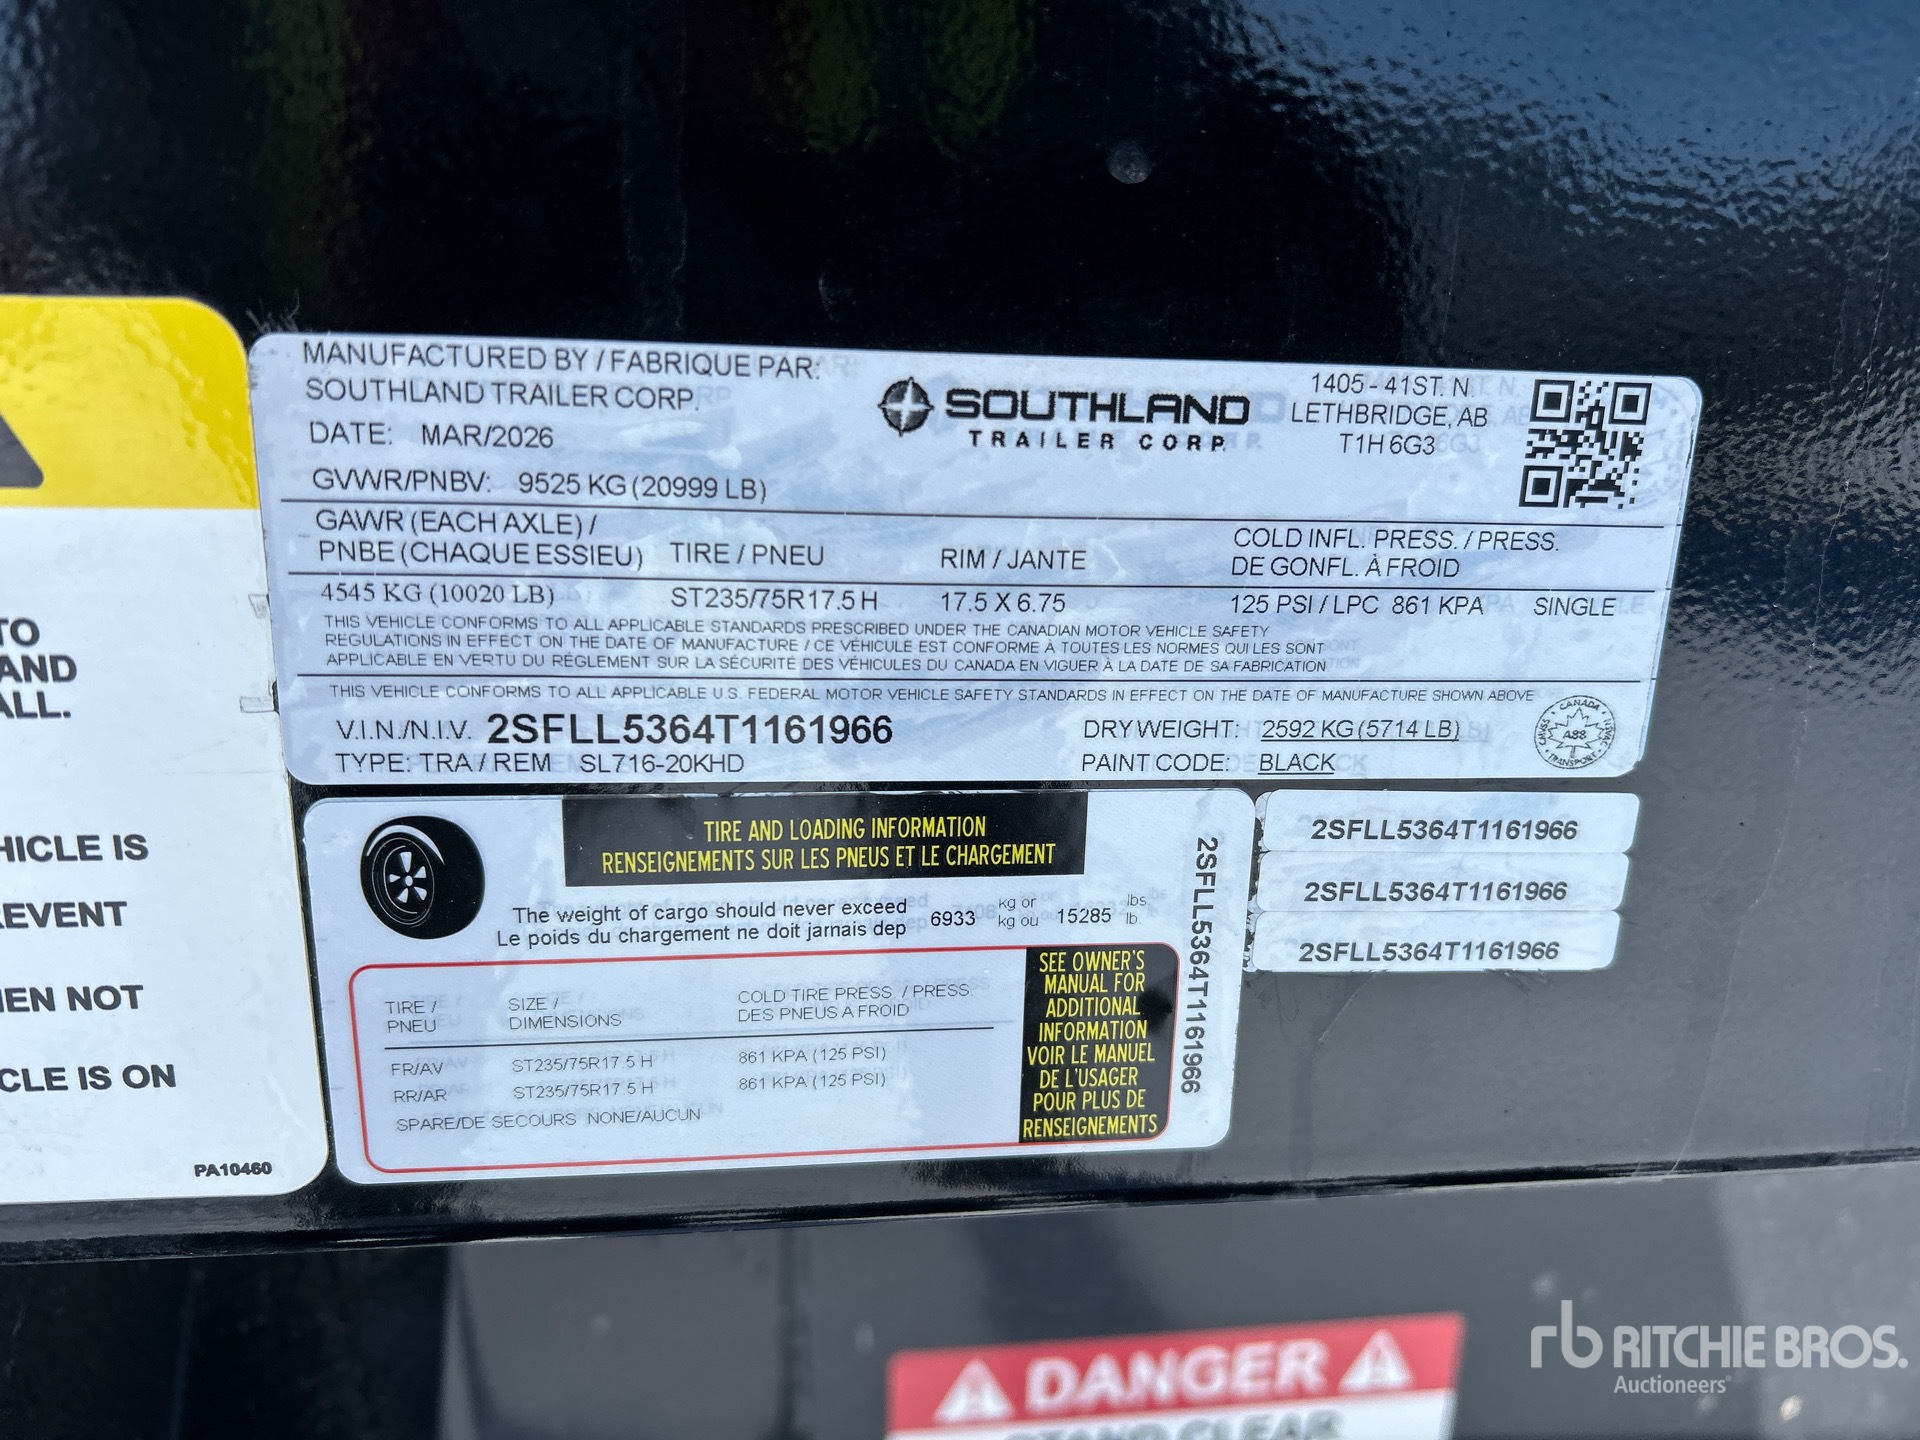 MANUFACTURED BY / FABRIQUE PAR:
SOUTHLAND TRAILER CORP.
DATE: MAR/2026
GVWR/PNBV: 9525 KG (20999 LB)
SOUTHLAND
TRAILER CORP.
1405 - 41 ST. N
LETHBRIDGE, AB
T1H 6G3
GAWR (EACH AXLE) /
PNBE (CHAQUE ESSIEU)
TIRE / PNEU
RIM / JANTE
COLD INFL. PRESS. / PRESS.
DE GONFL. À FROID
4545 KG (10020 LB) ST235/75R17.5 H 17.5 X 6.75 125 PSI / LPC 861 KPA SINGLE
THIS VEHICLE CONFORMS TO ALL APPLICABLE STANDARDS PRESCRIBED UNDER THE CANADIAN MOTOR VEHICLE SAFETY
REGULATIONS IN EFFECT ON THE DATE OF MANUFACTURE / CE VÉHICULE EST CONFORME À TOUTES LES NORMES QUI LES SONT
APPLICABLE EN VERTU DU RÈGLEMENT SUR LA SÉCURITÉ DES VÉHICULES DU CANADA EN VIGUER À LA DATE DE SA FABRICATION
THIS VEHICLE CONFORMS TO ALL APPLICABLE U.S. FEDERAL MOTOR VEHICLE SAFETY STANDARDS IN EFFECT ON THE DATE OF MANUFACTURE SHOWN ABOVE
V.I.N./N.I.V. 2SFLL5364T1161966
DRY WEIGHT: 2592 KG (5714 LB)
TYPE: TRA / REM SL716-20KHD
PAINT CODE: BLACK
CANADA
TRANSPORT
TIRE AND LOADING INFORMATION
RENSEIGNEMENTS SUR LES PNEUS ET LE CHARGEMENT
The weight of cargo should never exceed
Le poids du chargement ne doit jamais dep
6933 kg or
kg ou 15285 lbs.
lb.
TIRE /
PNEU
SIZE /
DIMENSIONS
COLD TIRE PRESS. / PRESS
DES PNEUS A FROID
FR/AV ST235/75R17.5 H 861 KPA (125 PSI)
RR/AR ST235/75R17.5 H 861 KPA (125 PSI)
SPARE/DE SECOURS NONE/AUCUN
SEE OWNER'S
MANUAL FOR
ADDITIONAL
INFORMATION
VOIR LE MANUEL
DE L'USAGER
POUR PLUS DE
RENSEIGNEMENTS
2SFLL5364T1161966
2SFLL5364T1161966
2SFLL5364T1161966
2SFLL5364T1161966
TO
AND
ALL.
HICLE IS
REVENT
HEN NOT
CLE IS ON
PA10460
DANGER
STAND CLEAR
rb RITCHIE BROS.
Auctioneers